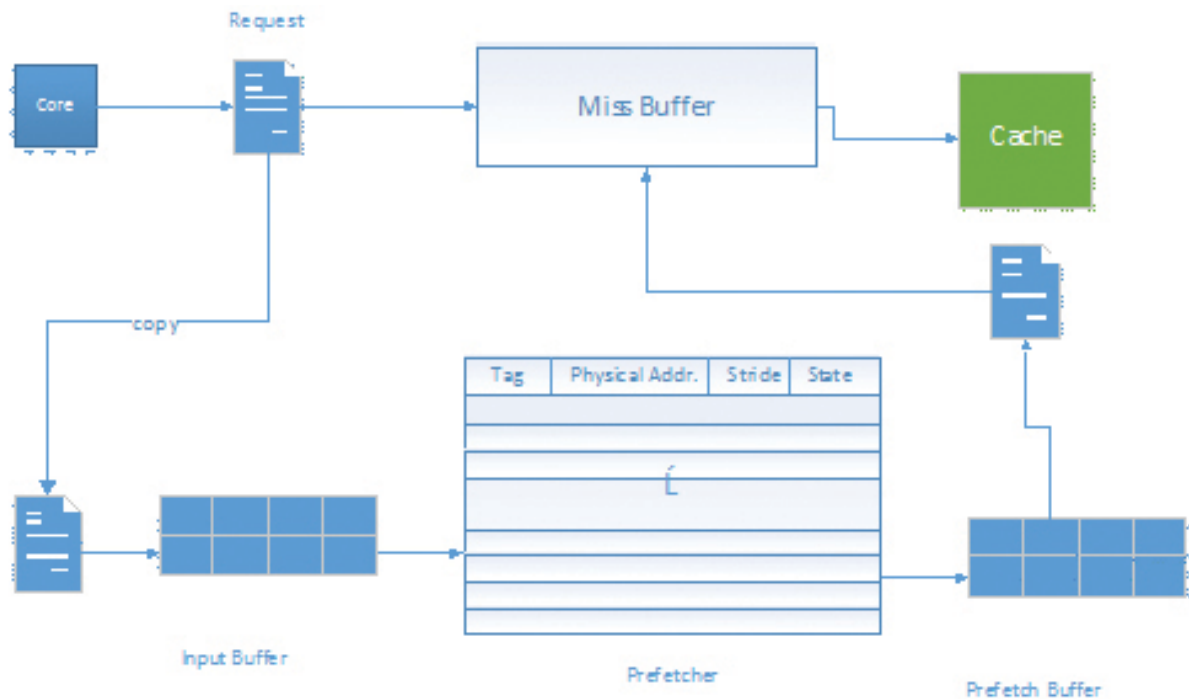 Request
Core
Miss Buffer
Cache
copy
Tag Physical Addr. Stride State
Input Buffer
Prefetcher
Prefetch Buffer